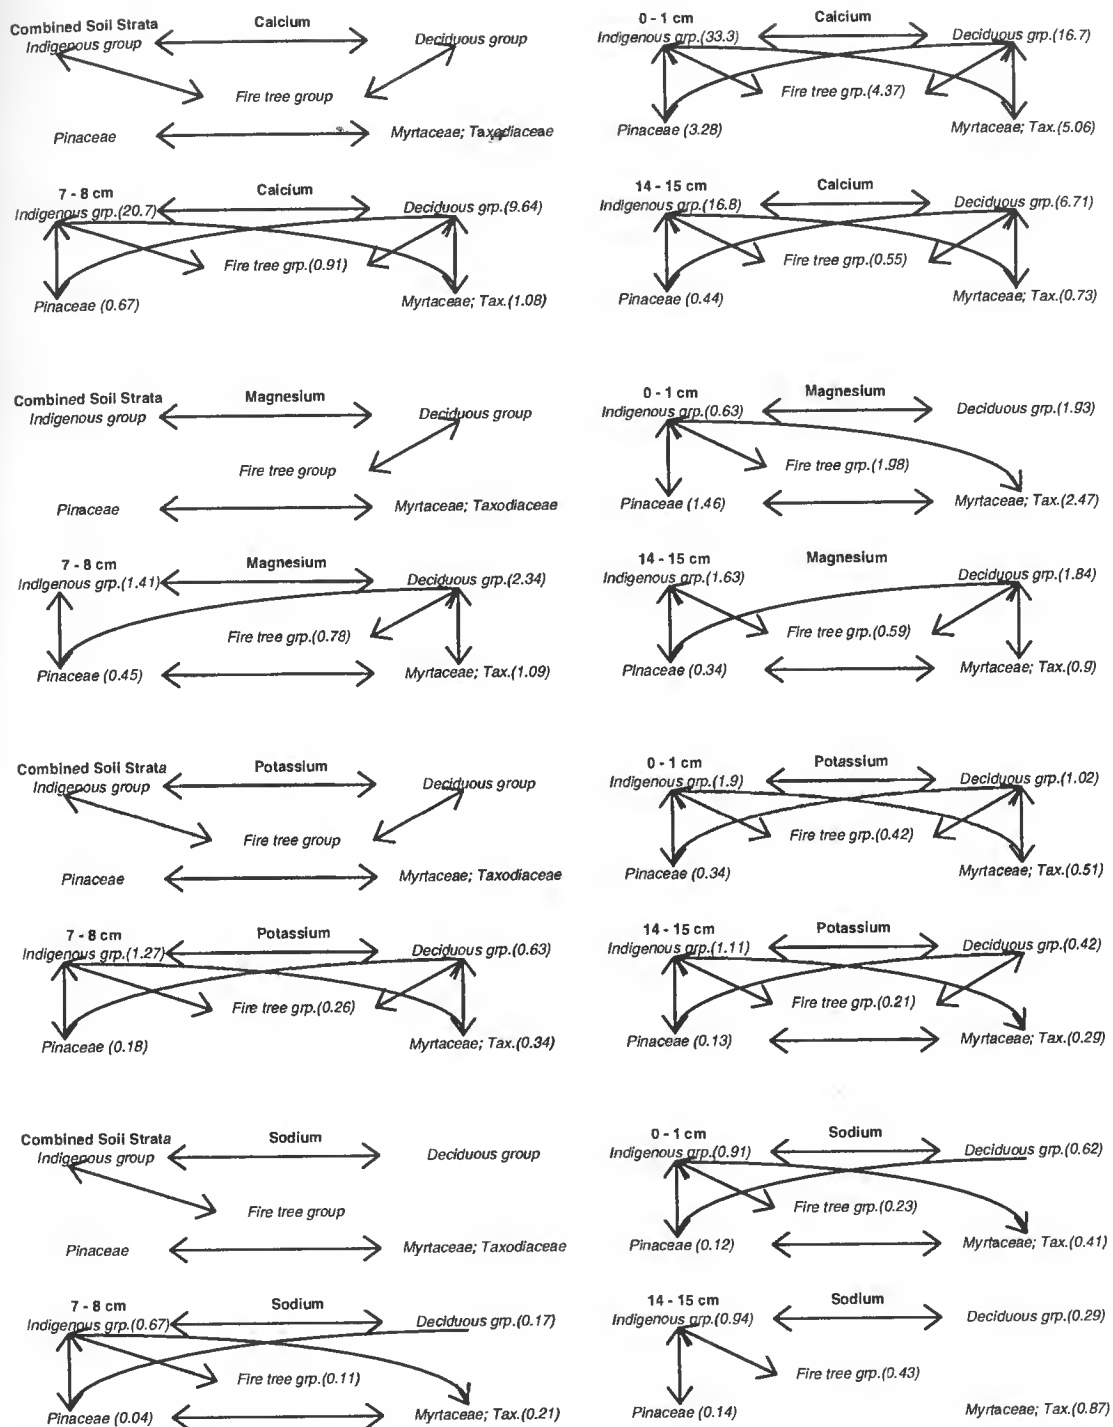 Combined Soil Strata Calcium
Indigenous group Deciduous group
Fire tree group
Pinaceae Myrtaceae; Taxodiaceae
0 - 1 cm Calcium
Indigenous grp.(33.3) Deciduous grp.(16.7)
Fire tree grp.(4.37)
Pinaceae (3.28) Myrtaceae; Tax.(5.06)
7 - 8 cm Calcium
Indigenous grp.(20.7) Deciduous grp.(9.64)
Fire tree grp.(0.91)
Pinaceae (0.67) Myrtaceae; Tax.(1.08)
14 - 15 cm Calcium
Indigenous grp.(16.8) Deciduous grp.(6.71)
Fire tree grp.(0.55)
Pinaceae (0.44) Myrtaceae; Tax.(0.73)
Combined Soil Strata Magnesium
Indigenous group Deciduous group
Fire tree group
Pinaceae Myrtaceae; Taxodiaceae
0 - 1 cm Magnesium
Indigenous grp.(0.63) Deciduous grp.(1.93)
Fire tree grp.(1.98)
Pinaceae (1.46) Myrtaceae; Tax.(2.47)
7 - 8 cm Magnesium
Indigenous grp.(1.41) Deciduous grp.(2.34)
Fire tree grp.(0.78)
Pinaceae (0.45) Myrtaceae; Tax.(1.09)
14 - 15 cm Magnesium
Indigenous grp.(1.63) Deciduous grp.(1.84)
Fire tree grp.(0.59)
Pinaceae (0.34) Myrtaceae; Tax.(0.9)
Combined Soil Strata Potassium
Indigenous group Deciduous group
Fire tree group
Pinaceae Myrtaceae; Taxodiaceae
0 - 1 cm Potassium
Indigenous grp.(1.9) Deciduous grp.(1.02)
Fire tree grp.(0.42)
Pinaceae (0.34) Myrtaceae; Tax.(0.51)
7 - 8 cm Potassium
Indigenous grp.(1.27) Deciduous grp.(0.63)
Fire tree grp.(0.26)
Pinaceae (0.18) Myrtaceae; Tax.(0.34)
14 - 15 cm Potassium
Indigenous grp.(1.11) Deciduous grp.(0.42)
Fire tree grp.(0.21)
Pinaceae (0.13) Myrtaceae; Tax.(0.29)
Combined Soil Strata Sodium
Indigenous group Deciduous group
Fire tree group
Pinaceae Myrtaceae; Taxodiaceae
0 - 1 cm Sodium
Indigenous grp.(0.91) Deciduous grp.(0.62)
Fire tree grp.(0.23)
Pinaceae (0.12) Myrtaceae; Tax.(0.41)
7 - 8 cm Sodium
Indigenous grp.(0.67) Deciduous grp.(0.17)
Fire tree grp.(0.11)
Pinaceae (0.04) Myrtaceae; Tax.(0.21)
14 - 15 cm Sodium
Indigenous grp.(0.94) Deciduous grp.(0.29)
Fire tree grp.(0.43)
Pinaceae (0.14) Myrtaceae; Tax.(0.87)